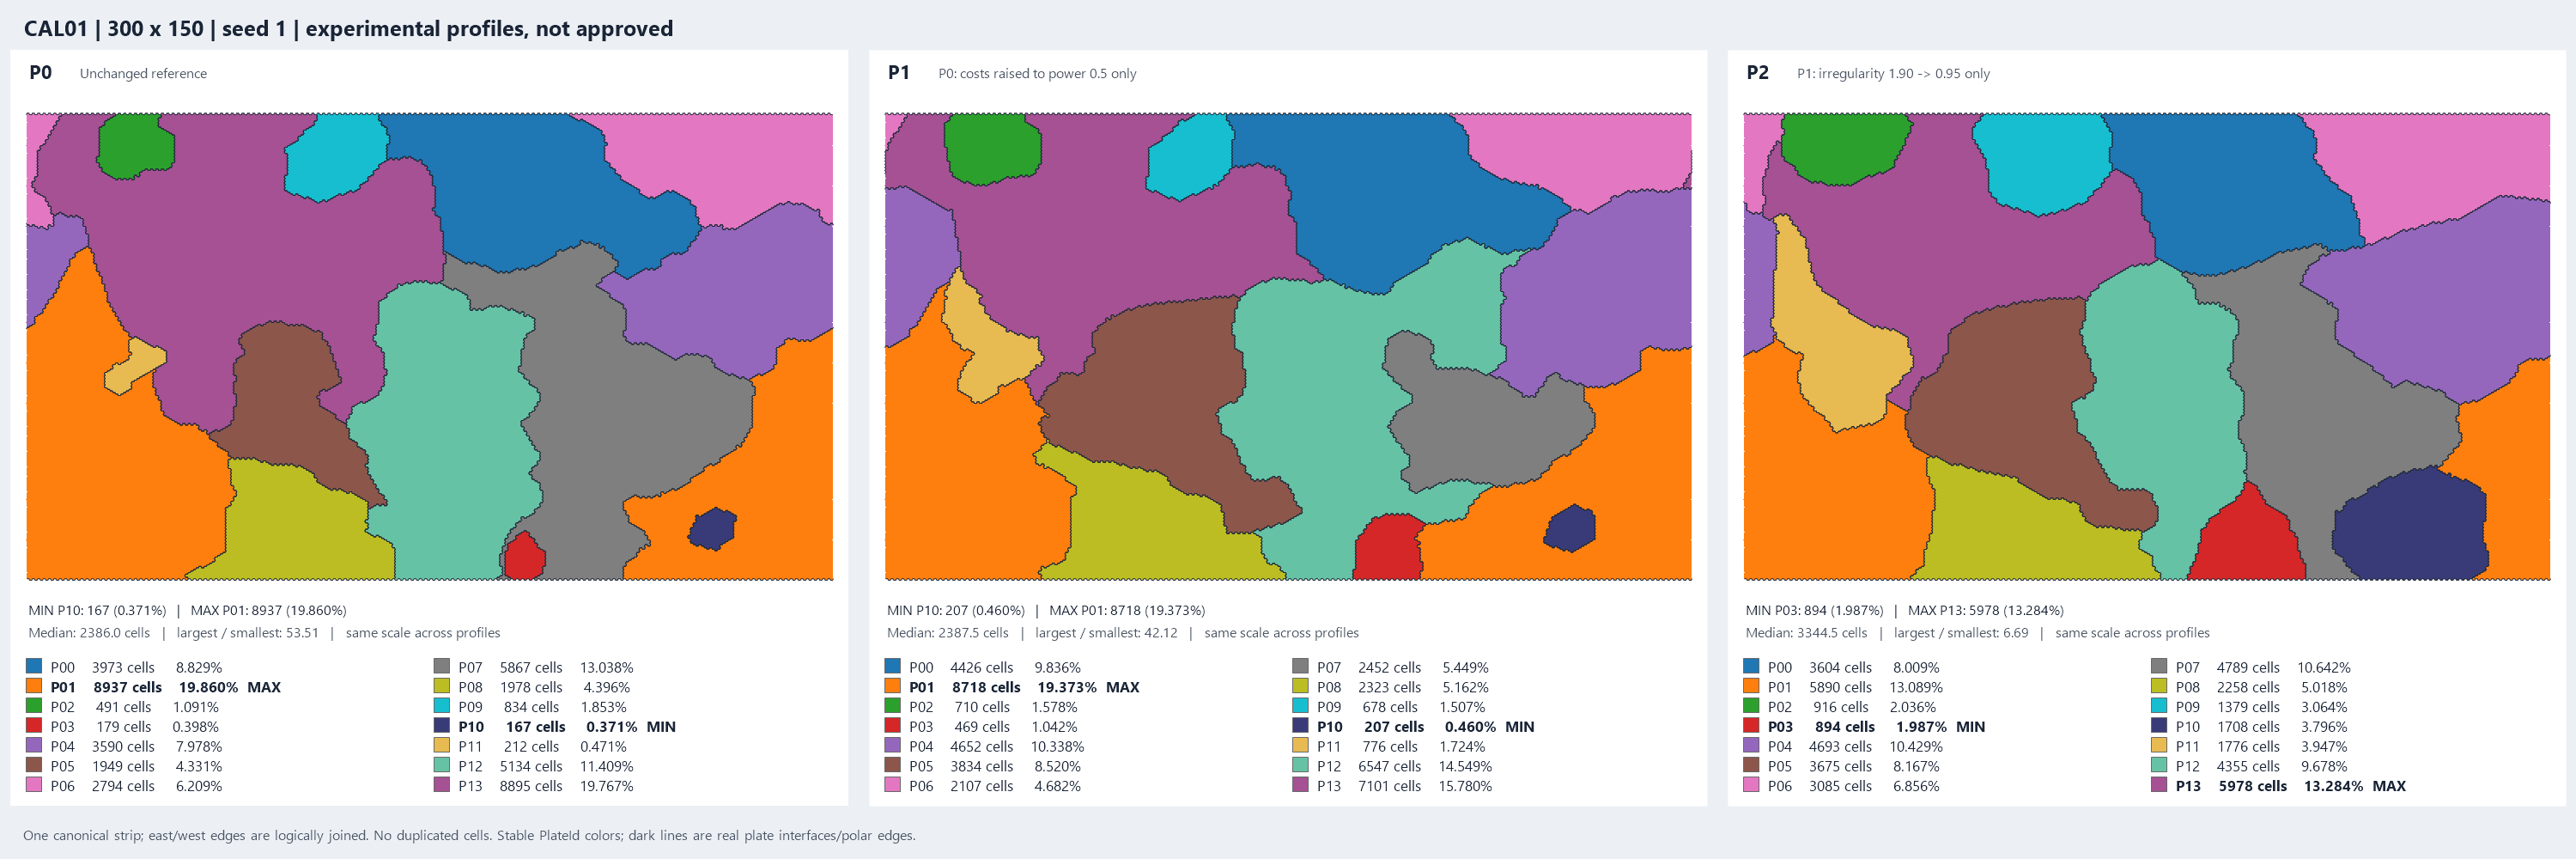 CAL01 | 300 x 150 | seed 1 | experimental profiles, not approved
P0 Unchanged reference
MIN P10: 167 (0.371%) | MAX P01: 8937 (19.860%)
Median: 2386.0 cells | largest / smallest: 53.51 | same scale across profiles
P00 3973 cells 8.829%
P01 8937 cells 19.860% MAX
P02 491 cells 1.091%
P03 179 cells 0.398%
P04 3590 cells 7.978%
P05 1949 cells 4.331%
P06 2794 cells 6.209%
P07 5867 cells 13.038%
P08 1978 cells 4.396%
P09 834 cells 1.853%
P10 167 cells 0.371% MIN
P11 212 cells 0.471%
P12 5134 cells 11.409%
P13 8895 cells 19.767%
P1 P0: costs raised to power 0.5 only
MIN P10: 207 (0.460%) | MAX P01: 8718 (19.373%)
Median: 2387.5 cells | largest / smallest: 42.12 | same scale across profiles
P00 4426 cells 9.836%
P01 8718 cells 19.373% MAX
P02 710 cells 1.578%
P03 469 cells 1.042%
P04 4652 cells 10.338%
P05 3834 cells 8.520%
P06 2107 cells 4.682%
P07 2452 cells 5.449%
P08 2323 cells 5.162%
P09 678 cells 1.507%
P10 207 cells 0.460% MIN
P11 776 cells 1.724%
P12 6547 cells 14.549%
P13 7101 cells 15.780%
P2 P1: irregularity 1.90 -> 0.95 only
MIN P03: 894 (1.987%) | MAX P13: 5978 (13.284%)
Median: 3344.5 cells | largest / smallest: 6.69 | same scale across profiles
P00 3604 cells 8.009%
P01 5890 cells 13.089%
P02 916 cells 2.036%
P03 894 cells 1.987% MIN
P04 4693 cells 10.429%
P05 3675 cells 8.167%
P06 3085 cells 6.856%
P07 4789 cells 10.642%
P08 2258 cells 5.018%
P09 1379 cells 3.064%
P10 1708 cells 3.796%
P11 1776 cells 3.947%
P12 4355 cells 9.678%
P13 5978 cells 13.284% MAX
One canonical strip; east/west edges are logically joined. No duplicated cells. Stable PlateId colors; dark lines are real plate interfaces/polar edges.